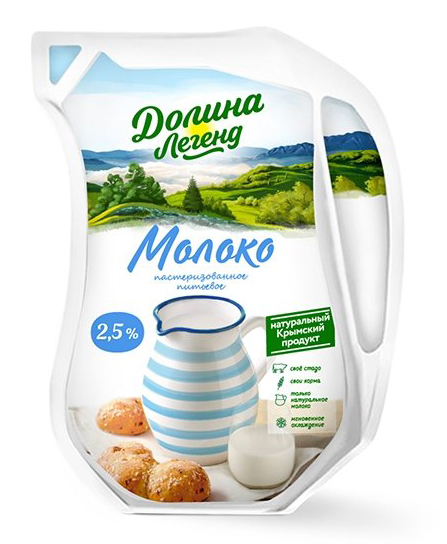 Долина
Легенд
Молоко
пастеризованное
питьевое
2,5%
натуральный
Крымский
продукт
своё стадо
свои корма
только
натуральное
молоко
мгновенное
охлаждение